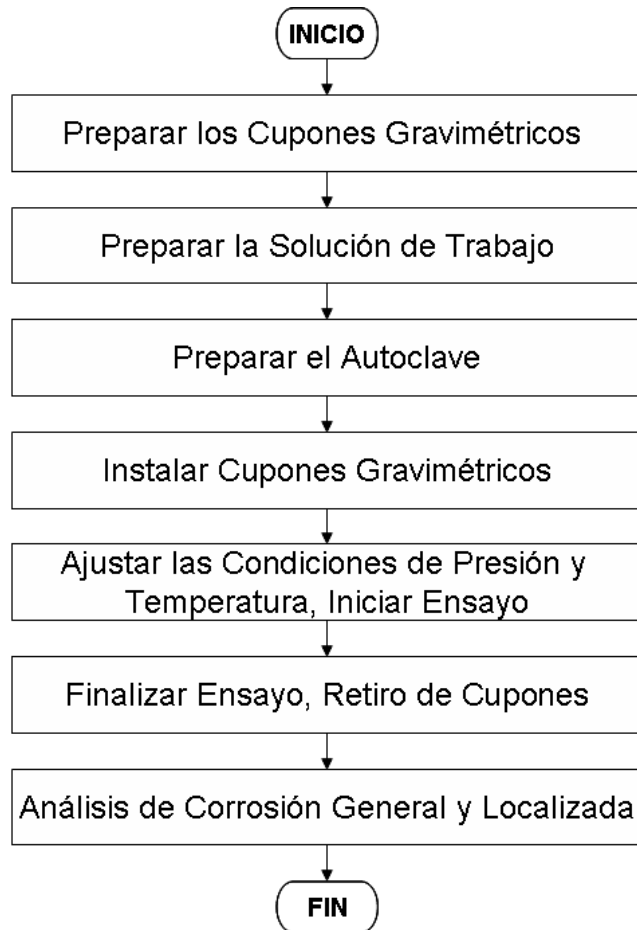 INICIO
Preparar los Cupones Gravimétricos
Preparar la Solución de Trabajo
Preparar el Autoclave
Instalar Cupones Gravimétricos
Ajustar las Condiciones de Presión y
Temperatura, Iniciar Ensayo
Finalizar Ensayo, Retiro de Cupones
Análisis de Corrosión General y Localizada
FIN